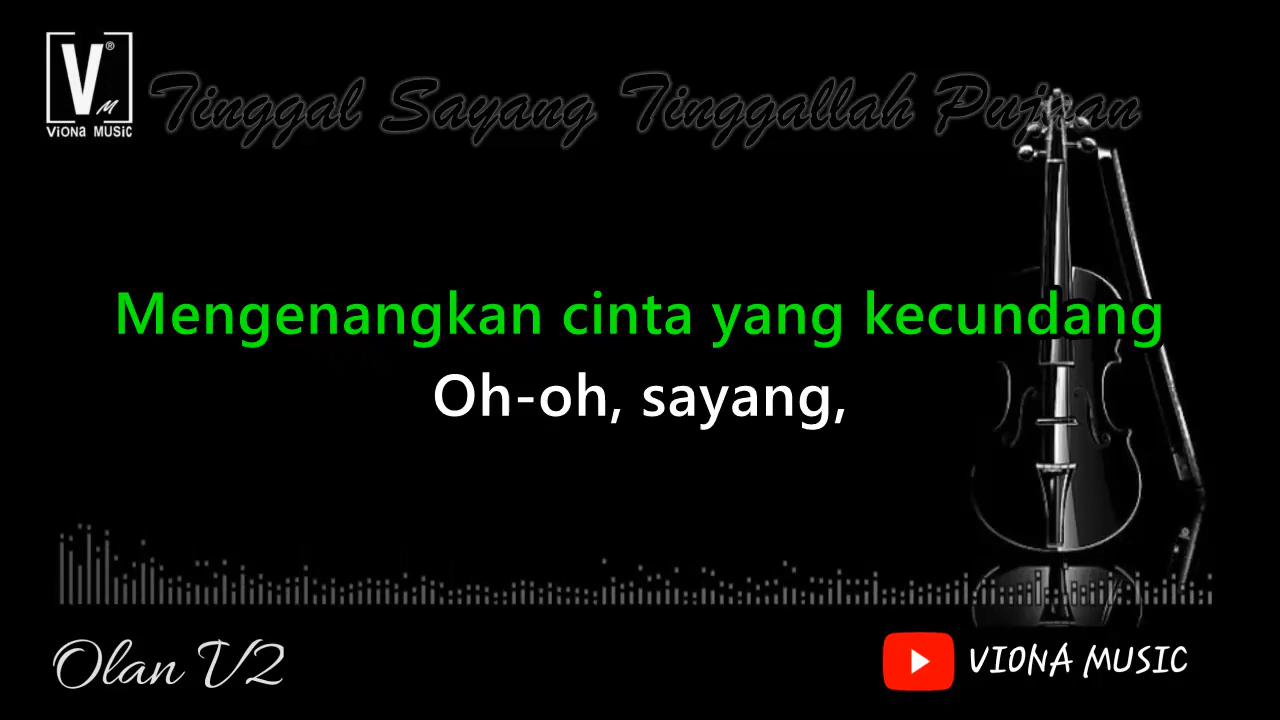 V®
M
VIONA MUSIC
Tinggal Sayang Tinggallah Pujaan
Mengenangkan cinta yang kecundang
Oh-oh, sayang,
Olan V2
VIONA MUSIC